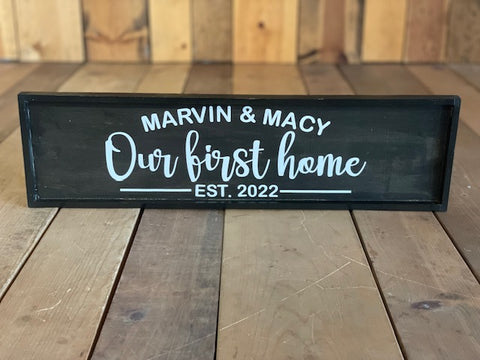 MARVIN & MACY
Our first home
EST. 2022